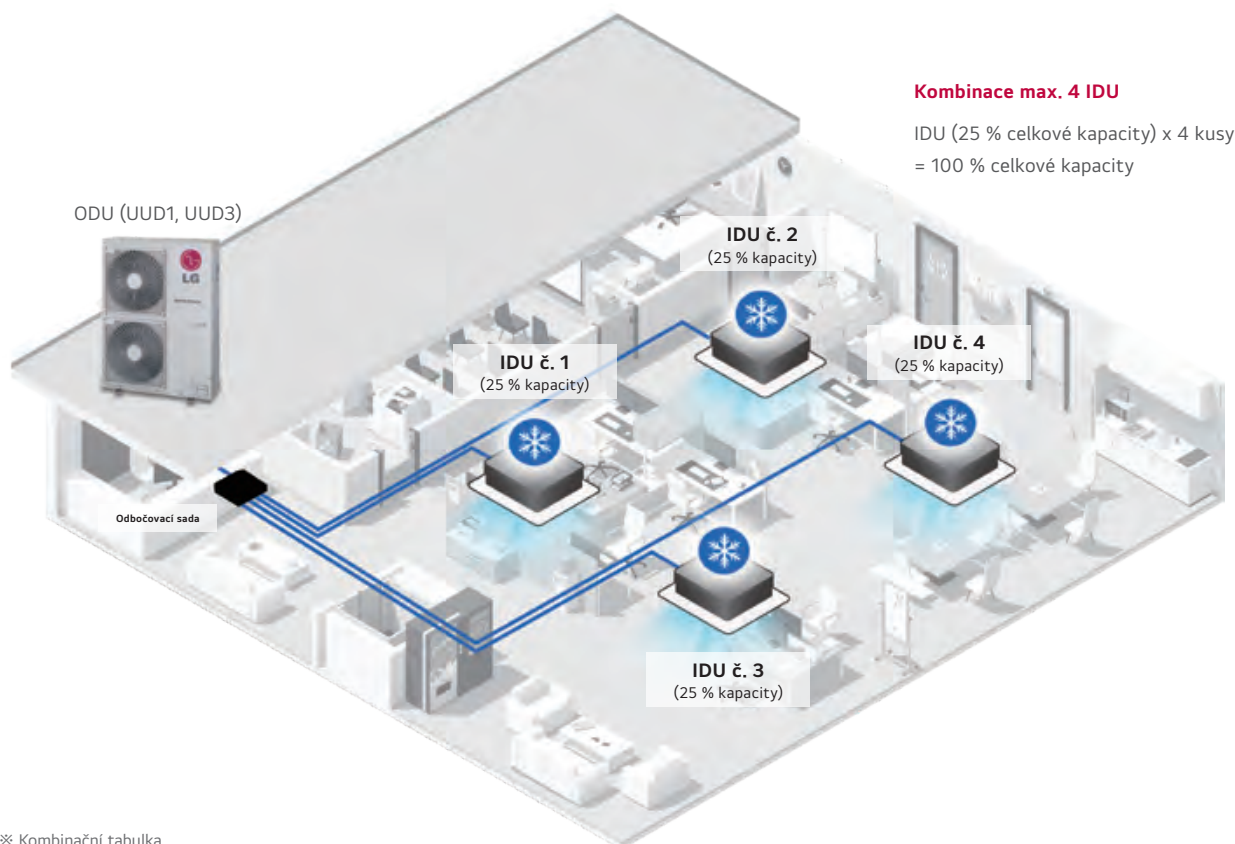 Kombinace max. 4 IDU
IDU (25 % celkové kapacity) x 4 kusy
= 100 % celkové kapacity
ODU (UUD1, UUD3)
LG
IDU č. 2
(25 % kapacity)
IDU č. 4
(25 % kapacity)
IDU č. 1
(25 % kapacity)
Odbočovací sada
IDU č. 3
(25 % kapacity)
※ Kombinační tabulka